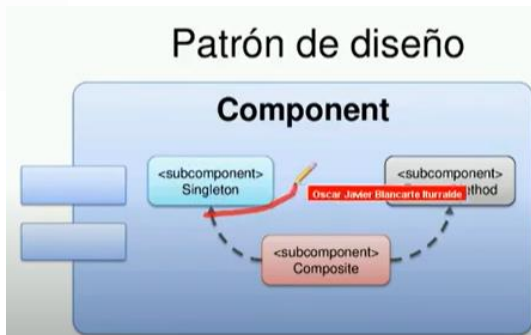 Patrón de diseño
Component
<subcomponent>
Singleton
<subcomponent>
thod
Oscar Javier Blancarte Iturralde
<subcomponent>
Composite